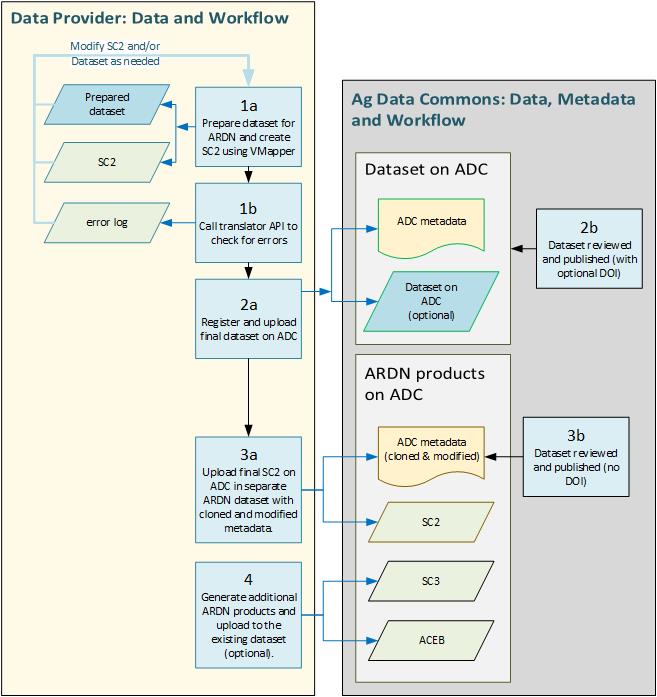 Data Provider: Data and Workflow
Modify SC2 and/or
Dataset as needed
Prepared
dataset
SC2
error log
1a
Prepare dataset for
ARDN and create
SC2 using VMapper
1b
Call translator API to
check for errors
2a
Register and upload
final dataset on ADC
3a
Upload final SC2 on
ADC in separate
ARDN dataset with
cloned and modified
metadata.
4
Generate additional
ARDN products and
upload to the
existing dataset
(optional).
Ag Data Commons: Data, Metadata
and Workflow
Dataset on ADC
ADC metadata
Dataset on
ADC
(optional)
2b
Dataset reviewed
and published (with
optional DOI)
ARDN products
on ADC
ADC metadata
(cloned & modified)
SC2
SC3
ACEB
3b
Dataset reviewed
and published (no
DOI)